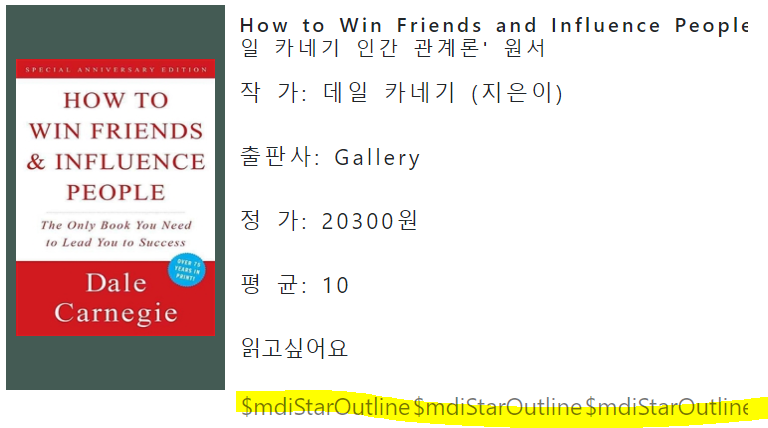 SPECIAL ANNIVERSARY EDITION
HOW TO
WIN FRIENDS
& INFLUENCE
PEOPLE
The Only Book You Need
to Lead You to Success
OVER 75
YEARS IN
PRINT!
Dale
Carnegie
How to Win Friends and Influence People
일 카네기 인간 관계론' 원서
작 가: 데일 카네기 (지은이)
출판사: Gallery
정 가: 20300원
평 균: 10
읽고싶어요
$mdiStarOutline $mdiStarOutline $mdiStarOutline